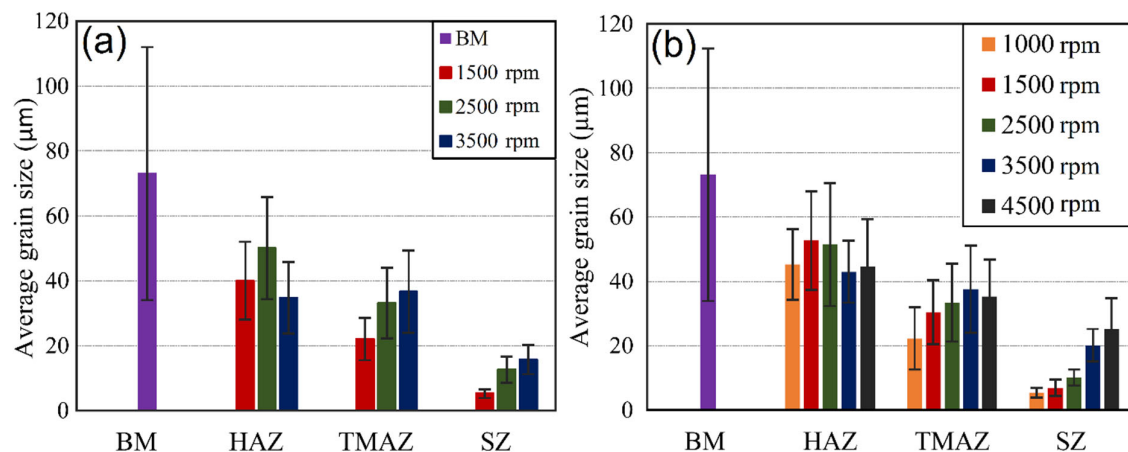 (a)
Average grain size (µm)
120
100
80
60
40
20
0
BM
1500 rpm
2500 rpm
3500 rpm
BM HAZ TMAZ SZ
(b)
Average grain size (µm)
120
100
80
60
40
20
0
1000 rpm
1500 rpm
2500 rpm
3500 rpm
4500 rpm
BM HAZ TMAZ SZ